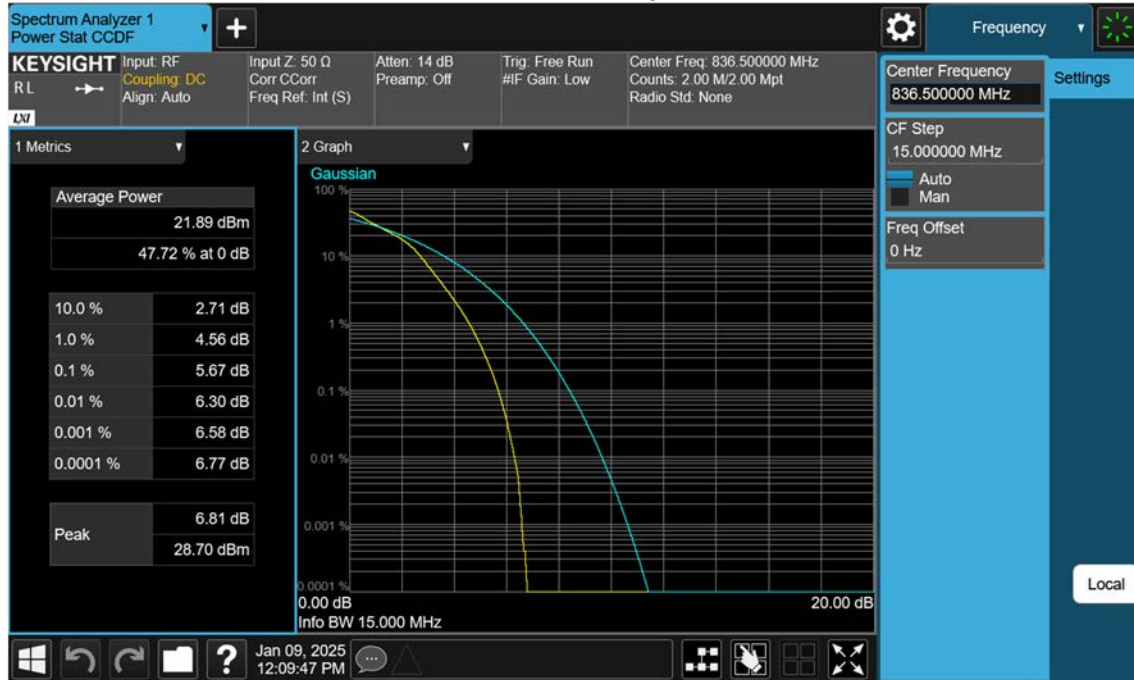 Spectrum Analyzer 1
Power Stat CCDF
+
Frequency
KEYSIGHT
R L
LXI
Input: RF
Coupling: DC
Align: Auto
Input Z: 50 Ω
Corr CCorr
Freq Ref: Int (S)
Atten: 14 dB
Preamp: Off
Trig: Free Run
#IF Gain: Low
Center Freq: 836.500000 MHz
Counts: 2.00 M/2.00 Mpt
Radio Std: None
Center Frequency
836.500000 MHz
Settings
CF Step
15.000000 MHz
Auto
Man
Freq Offset
0 Hz
Local
1 Metrics
Average Power
21.89 dBm
47.72 % at 0 dB
10.0 % 2.71 dB
1.0 % 4.56 dB
0.1 % 5.67 dB
0.01 % 6.30 dB
0.001 % 6.58 dB
0.0001 % 6.77 dB
Peak
6.81 dB
28.70 dBm
2 Graph
Gaussian
100 %
10 %
1 %
0.1 %
0.01 %
0.001 %
0.0001 %
0.00 dB 20.00 dB
Info BW 15.000 MHz
?
Jan 09, 2025
12:09:47 PM